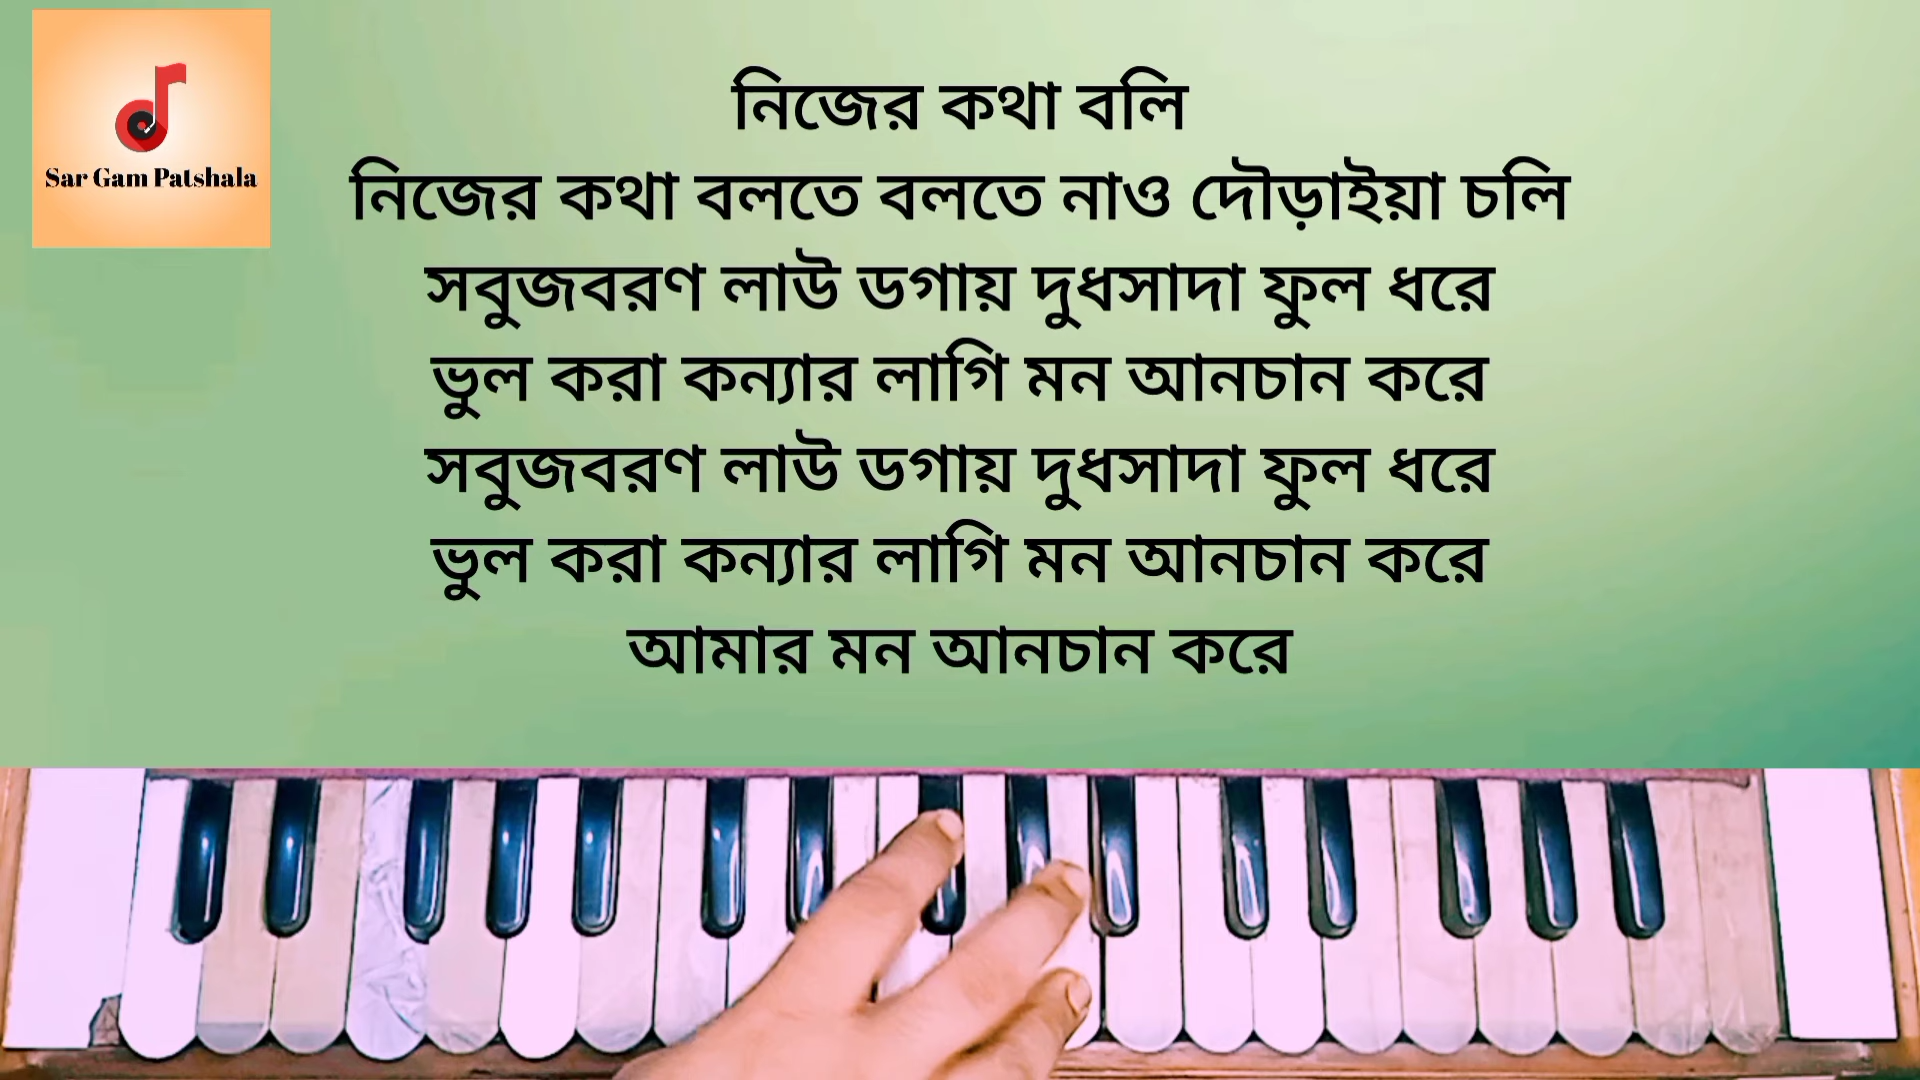 Sar Gam Patshala
নিজের কথা বলি
নিজের কথা বলতে বলতে নাও দৌড়াইয়া চলি
সবুজবরণ লাউ ডগায় দুধসাদা ফুল ধরে
ভুল করা কন্যার লাগি মন আনচান করে
সবুজবরণ লাউ ডগায় দুধসাদা ফুল ধরে
ভুল করা কন্যার লাগি মন আনচান করে
আমার মন আনচান করে